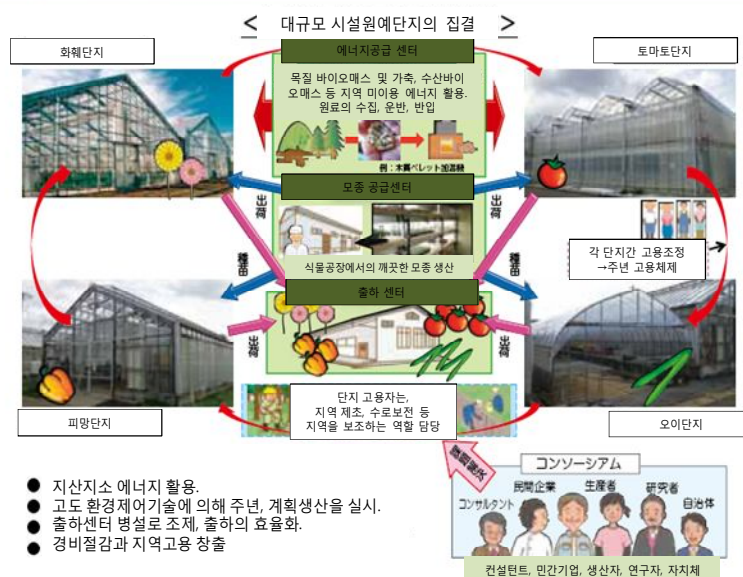 < 대규모 시설원예단지의 집결 >
화훼단지
에너지공급 센터
토마토단지
목질 바이오매스 및 가축, 수산바이
오매스 등 지역 미이용 에너지 활용.
원료의 수집, 운반, 반입
例：木質ペレット加温機
모종 공급센터
出荷
出荷
식물공장에서의 깨끗한 모종 생산
각 단지간 고용조정
→주년 고용체제
種苗
種苗
출하 센터
出荷
出荷
피망단지
단지 고용자는,
지역 제초, 수로보전 등
지역을 보조하는 역할 담당
오이단지
● 지산지소 에너지 활용.
● 고도 환경제어기술에 의해 주년, 계획생산을 실시.
● 출하센터 병설로 조제, 출하의 효율화.
● 경비절감과 지역고용 창출
コンソーシアム
コンサルタント
民間企業
生産者
研究者
自治体
컨설턴트, 민간기업, 생산자, 연구자, 자치체